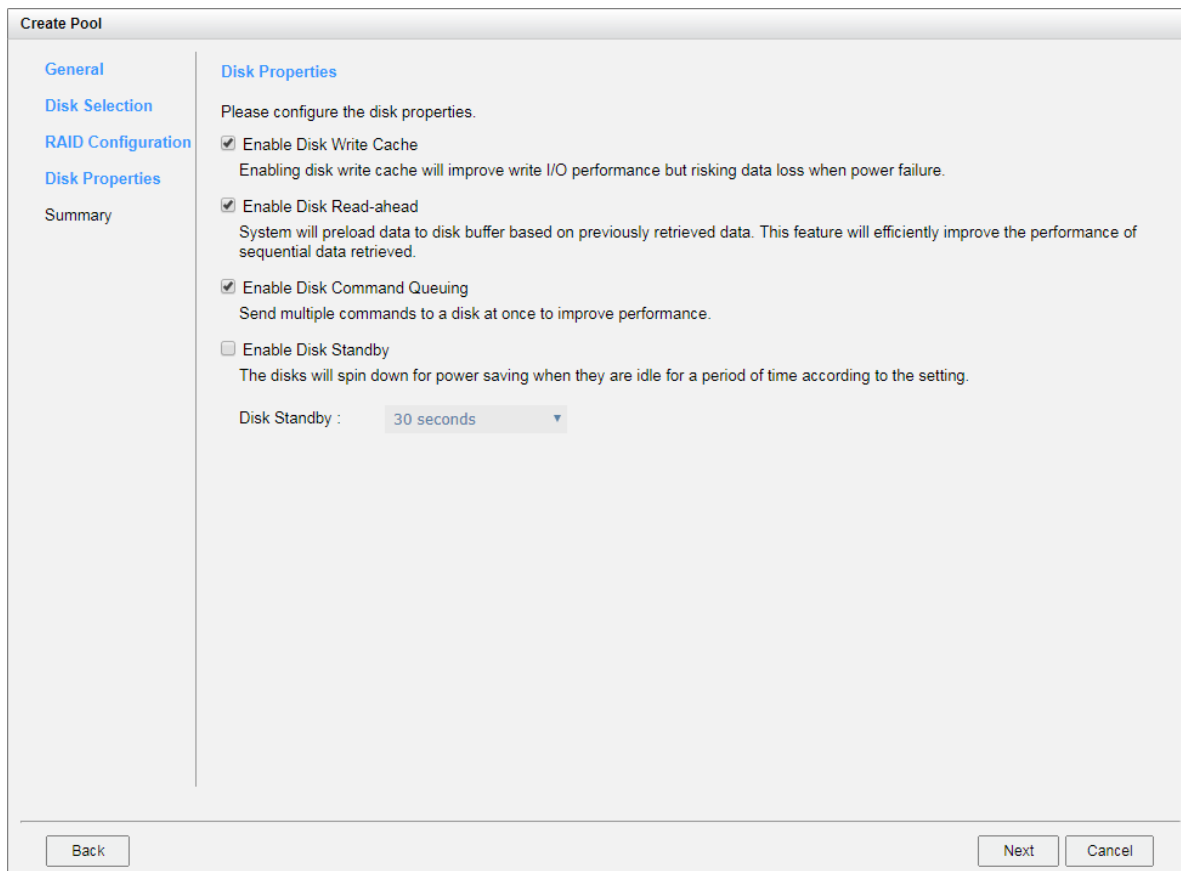 Create Pool
General
Disk Selection
RAID Configuration
Disk Properties
Summary
Disk Properties
Please configure the disk properties.
Enable Disk Write Cache
Enabling disk write cache will improve write I/O performance but risking data loss when power failure.
Enable Disk Read-ahead
System will preload data to disk buffer based on previously retrieved data. This feature will efficiently improve the performance of
sequential data retrieved.
Enable Disk Command Queuing
Send multiple commands to a disk at once to improve performance.
Enable Disk Standby
The disks will spin down for power saving when they are idle for a period of time according to the setting.
Disk Standby : 30 seconds
Back Next Cancel